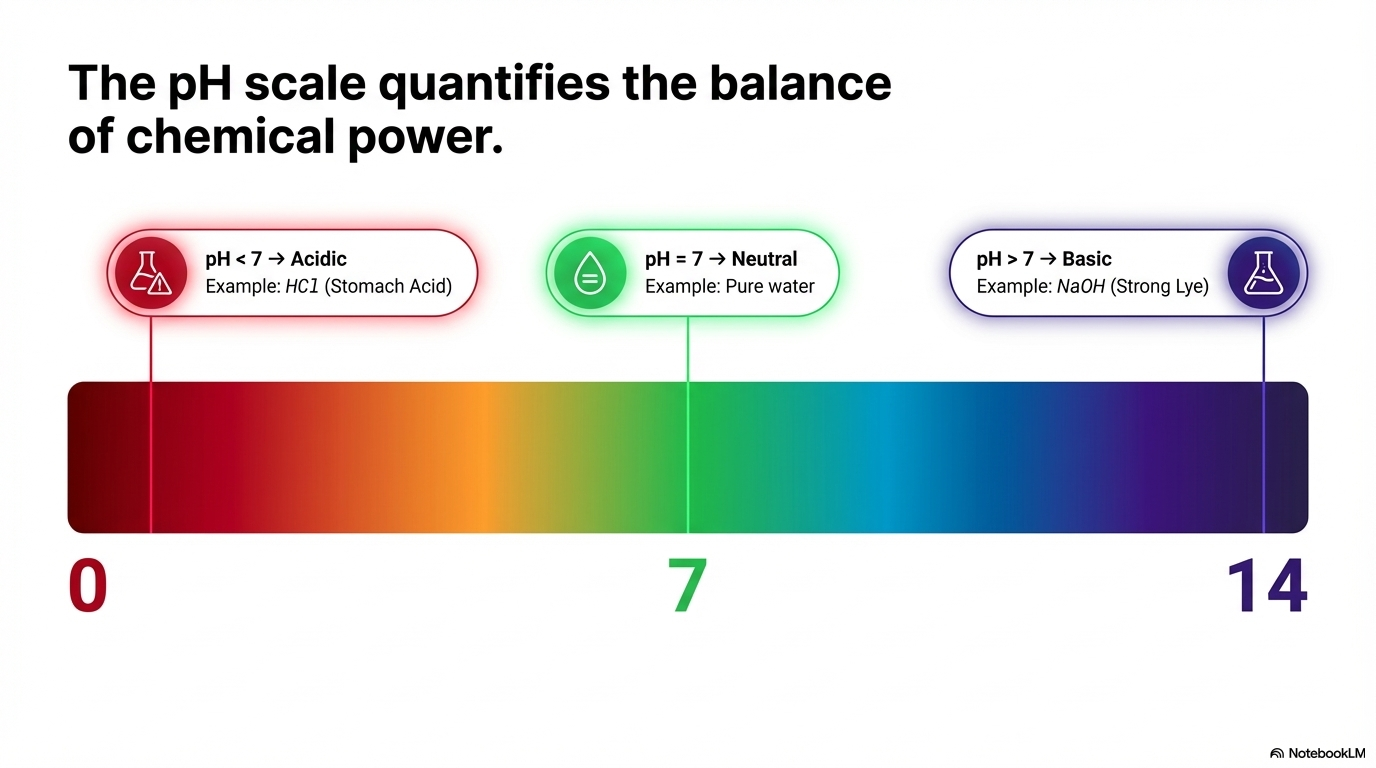 The pH scale quantifies the balance
of chemical power.
pH < 7 → Acidic
Example: HCl (Stomach Acid)
pH = 7 → Neutral
Example: Pure water
pH > 7 → Basic
Example: NaOH (Strong Lye)
0
7
14
NotebookLM